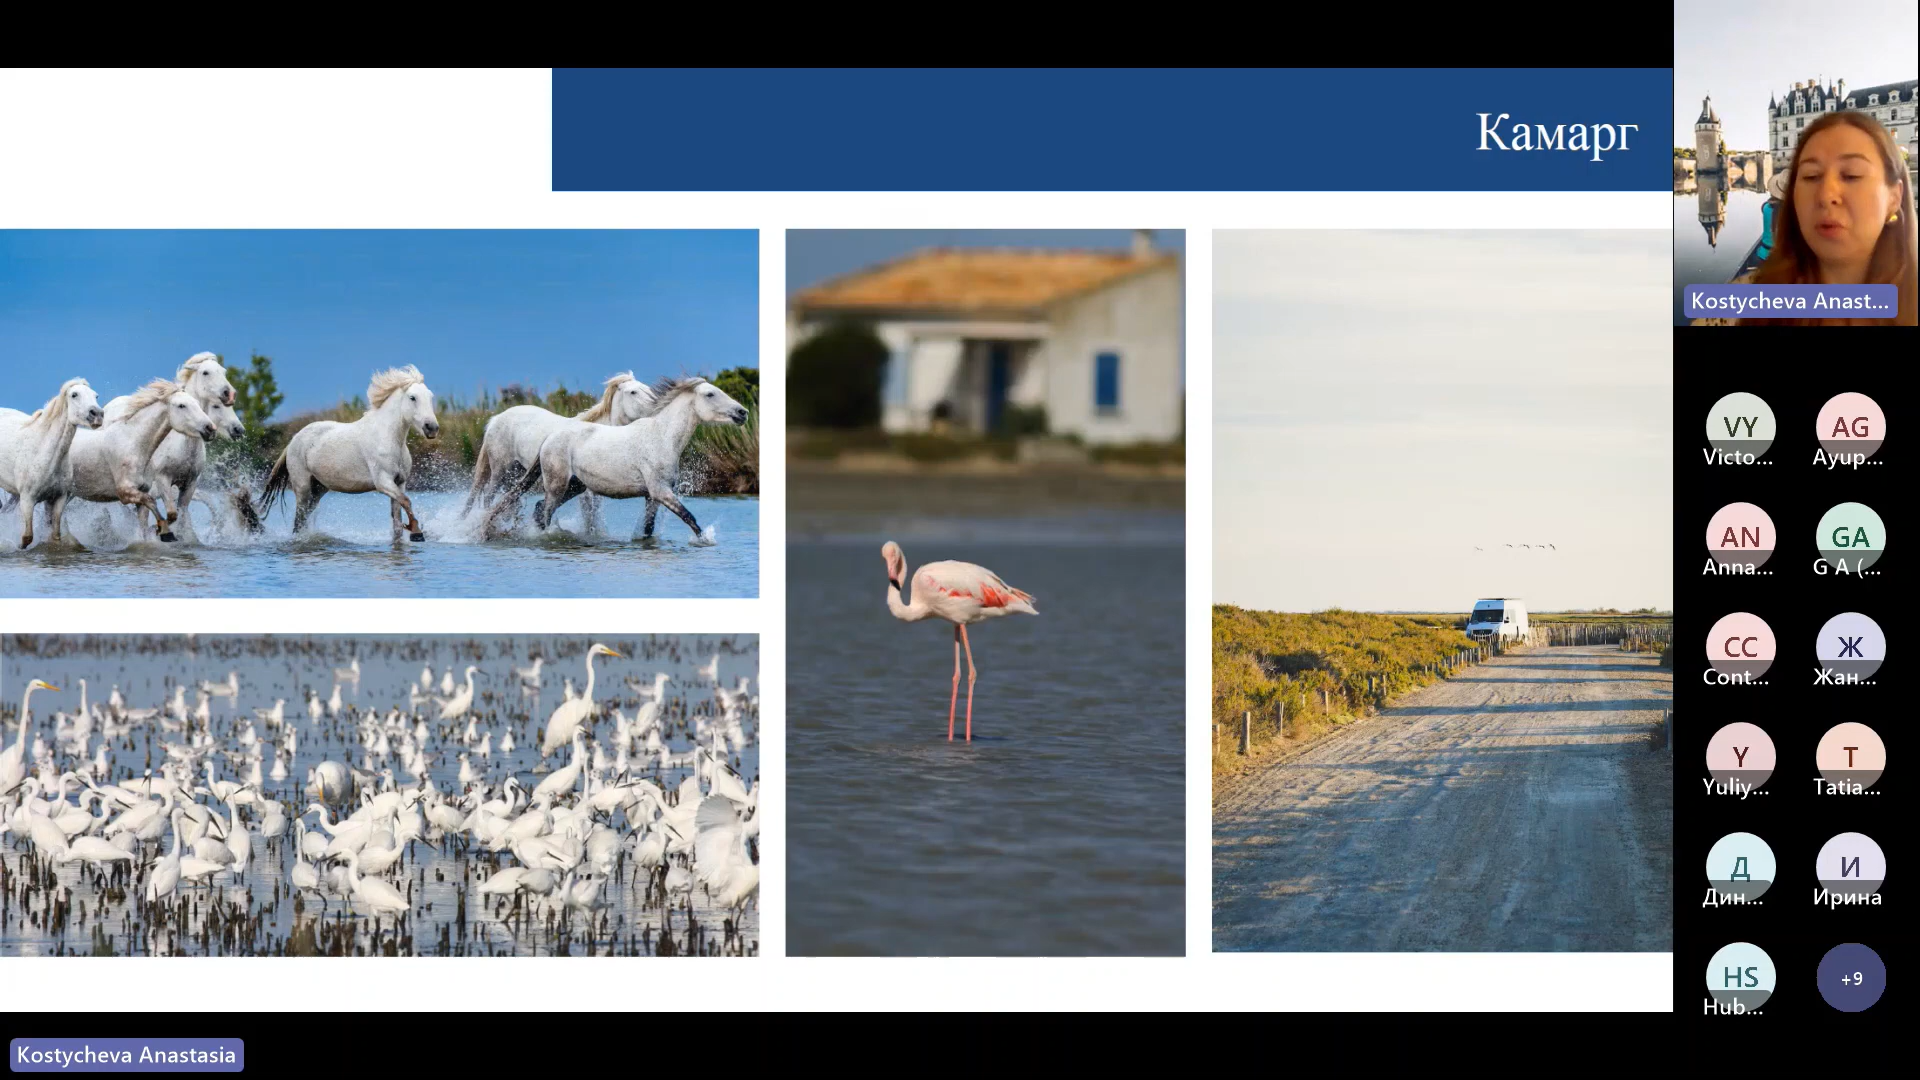 Камарг
Kostycheva Anast...
VY
Victo...
AG
Ayup...
AN
Anna...
GA
G A (...
CC
Cont...
Ж
Жан...
Y
Yuliy...
T
Tatia...
Д
Дин...
И
Ирина
HS
Hub...
+9
Kostycheva Anastasia